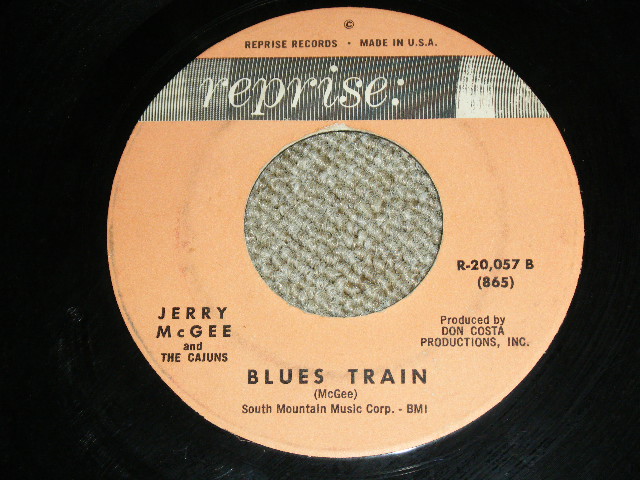 ©
REPRISE RECORDS • MADE IN U.S.A.
reprise:
R-20,057 B
(865)
JERRY
McGEE
and
THE CAJUNS
Produced by
DON COSTA
PRODUCTIONS, INC.
BLUES TRAIN
(McGee)
South Mountain Music Corp. - BMI